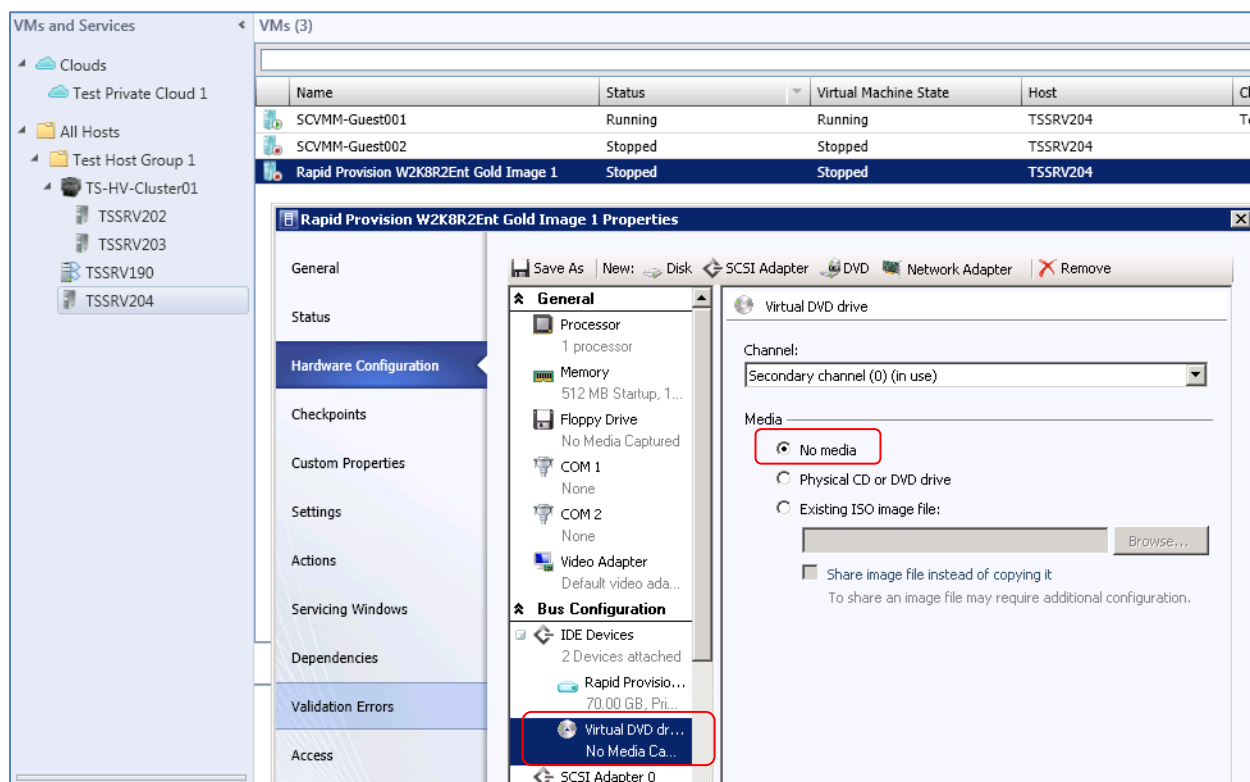 VMs and Services
Clouds
Test Private Cloud 1
All Hosts
Test Host Group 1
TS-HV-Cluster01
TSSRV202
TSSRV203
TSSRV190
TSSRV204
VMs (3)
Name Status Virtual Machine State Host
SCVMM-Guest001 Running Running TSSRV204
SCVMM-Guest002 Stopped Stopped TSSRV204
Rapid Provision W2K8R2Ent Gold Image 1 Stopped Stopped TSSRV204
Rapid Provision W2K8R2Ent Gold Image 1 Properties
General
Status
Hardware Configuration
Checkpoints
Custom Properties
Settings
Actions
Servicing Windows
Dependencies
Validation Errors
Access
Save As New: Disk SCSI Adapter DVD Network Adapter Remove
General
Processor
1 processor
Memory
512 MB Startup, 1...
Floppy Drive
No Media Captured
COM 1
None
COM 2
None
Video Adapter
Default video ada...
Bus Configuration
IDE Devices
2 Devices attached
Rapid Provisio...
70.00 GB, Pri...
Virtual DVD dr...
No Media Ca...
SCSI Adapter 0
Virtual DVD drive
Channel:
Secondary channel (0) (in use)
Media
No media
Physical CD or DVD drive
Existing ISO image file:
Browse...
Share image file instead of copying it
To share an image file may require additional configuration.